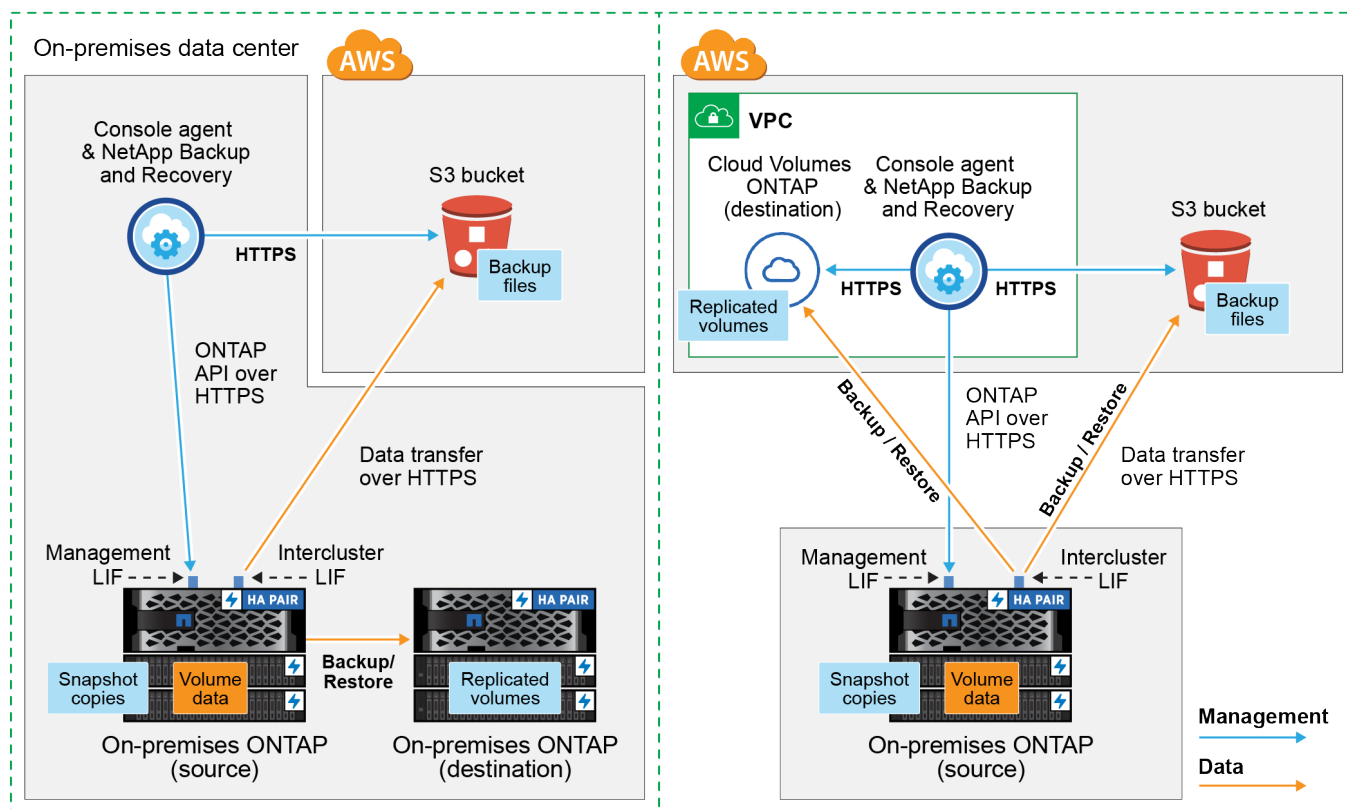 On-premises data center
AWS
Console agent
& NetApp Backup
and Recovery
S3 bucket
HTTPS
Backup
files
ONTAP
API over
HTTPS
Data transfer
over HTTPS
Management
LIF
Intercluster
LIF
HA PAIR
HA PAIR
Backup/
Restore
Snapshot
copies
Volume
data
Replicated
volumes
On-premises ONTAP
(source)
On-premises ONTAP
(destination)
AWS
VPC
Cloud Volumes
ONTAP
(destination)
Console agent
& NetApp Backup
and Recovery
S3 bucket
HTTPS
HTTPS
Replicated
volumes
Backup
files
Backup / Restore
ONTAP
API over
HTTPS
Backup / Restore
Data transfer
over HTTPS
Management
LIF
Intercluster
LIF
HA PAIR
Snapshot
copies
Volume
data
On-premises ONTAP
(source)
Management
Data